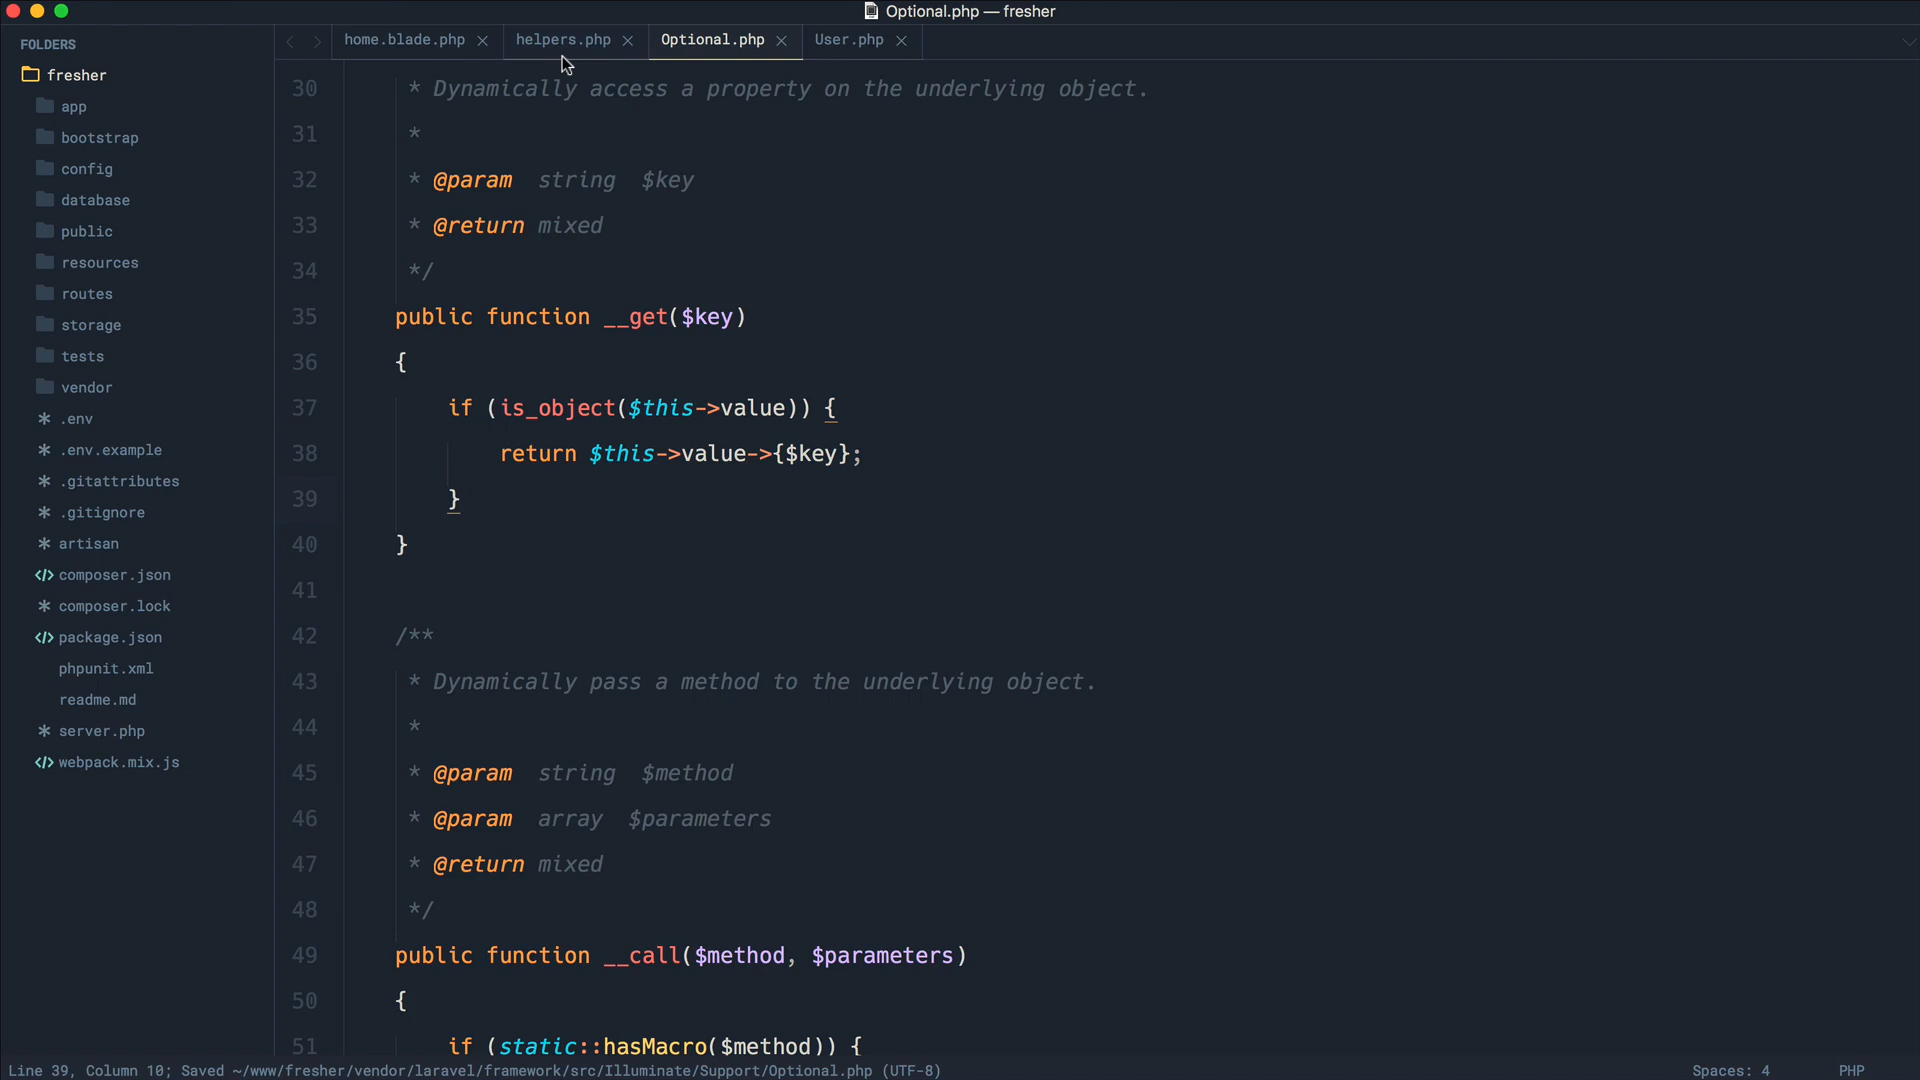 Optional.php — fresher
FOLDERS
fresher
app
bootstrap
config
database
public
resources
routes
storage
tests
vendor
.env
.env.example
.gitattributes
.gitignore
artisan
composer.json
composer.lock
package.json
phpunit.xml
readme.md
server.php
webpack.mix.js
home.blade.php
helpers.php
Optional.php
User.php
30 * Dynamically access a property on the underlying object.
31 *
32 * @param  string  $key
33 * @return mixed
34 */
35 public function __get($key)
36 {
37 if (is_object($this->value)) {
38 return $this->value->{$key};
39 }
40 }
41
42 /**
43 * Dynamically pass a method to the underlying object.
44 *
45 * @param  string  $method
46 * @param  array  $parameters
47 * @return mixed
48 */
49 public function __call($method, $parameters)
50 {
51 if (static::hasMacro($method)) {
Line 39, Column 10; Saved ~/www/fresher/vendor/laravel/framework/src/Illuminate/Support/Optional.php (UTF-8)
Spaces: 4
PHP